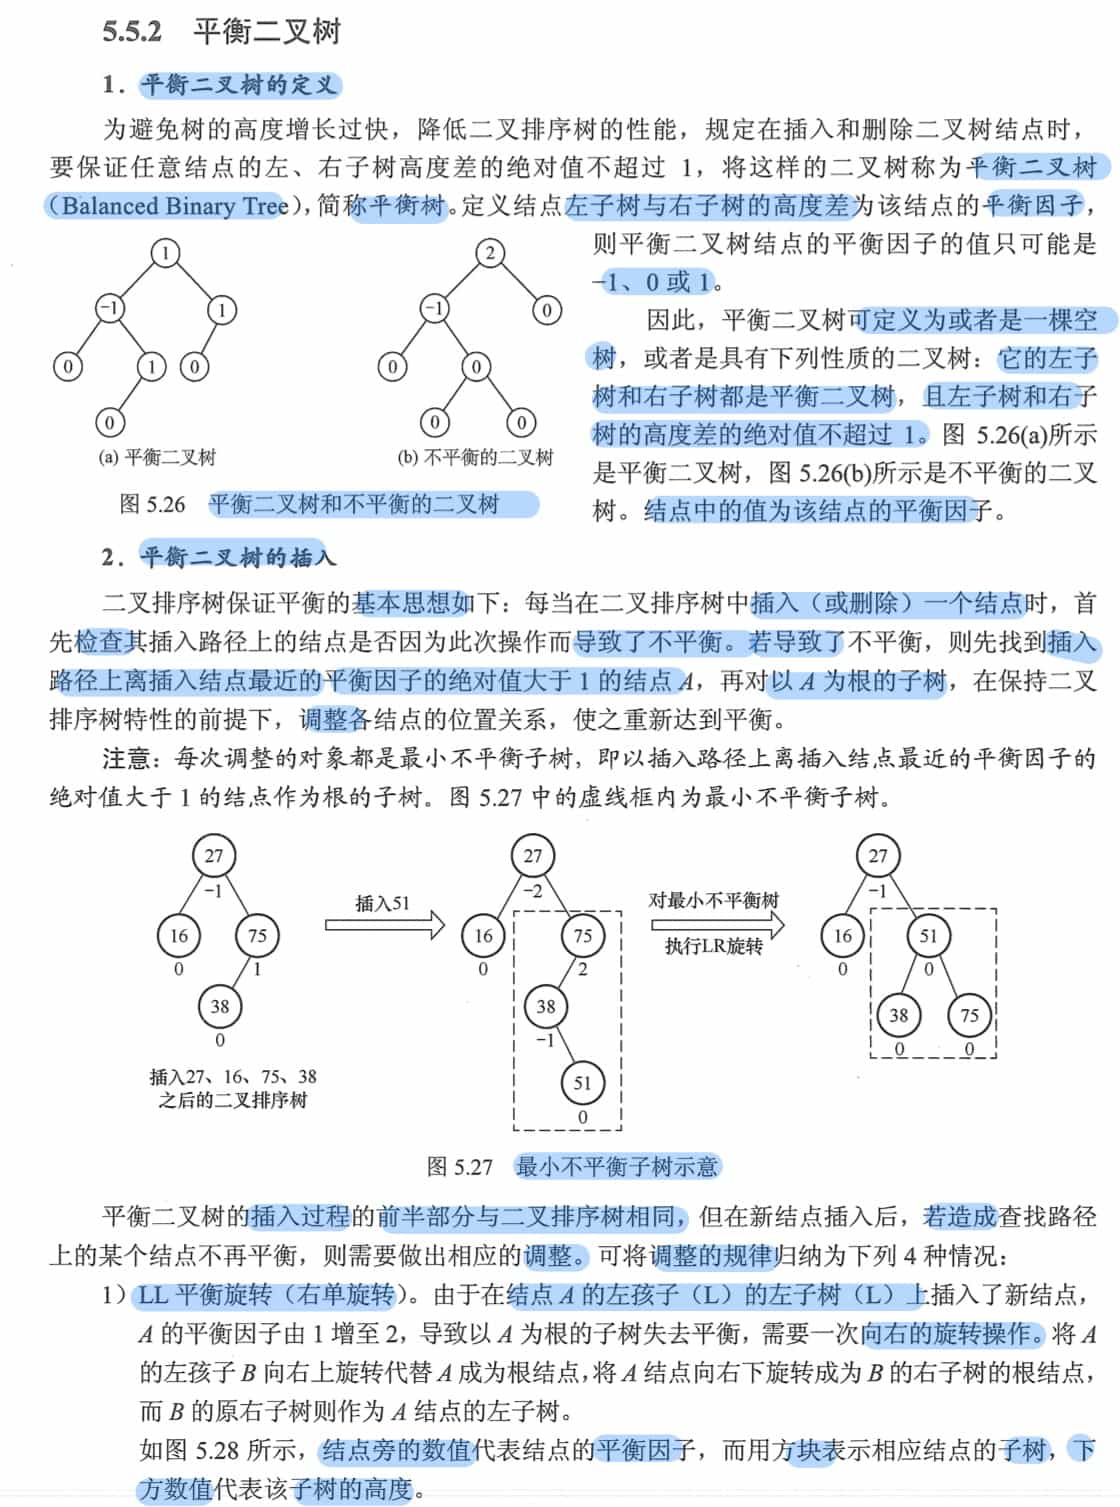 5.5.2 平衡二叉树
1. 平衡二叉树的定义
为避免树的高度增长过快，降低二叉排序树的性能，规定在插入和删除二叉树结点时，
要保证任意结点的左、右子树高度差的绝对值不超过 1，将这样的二叉树称为平衡二叉树
（Balanced Binary Tree），简称平衡树。定义结点左子树与右子树的高度差为该结点的平衡因子，
则平衡二叉树结点的平衡因子的值只可能是
−1、0 或 1。
因此，平衡二叉树可定义为或者是一棵空
树，或者是具有下列性质的二叉树：它的左子
树和右子树都是平衡二叉树，且左子树和右子
树的高度差的绝对值不超过 1。图 5.26(a)所示
是平衡二叉树，图 5.26(b)所示是不平衡的二叉
树。结点中的值为该结点的平衡因子。
1
−1 1
0 1 0
0
(a) 平衡二叉树
2
−1 0
0 0
0 0
(b) 不平衡的二叉树
图 5.26 平衡二叉树和不平衡的二叉树
2. 平衡二叉树的插入
二叉排序树保证平衡的基本思想如下：每当在二叉排序树中插入（或删除）一个结点时，首
先检查其插入路径上的结点是否因为此次操作而导致了不平衡。若导致了不平衡，则先找到插入
路径上离插入结点最近的平衡因子的绝对值大于 1 的结点 A，再对以 A 为根的子树，在保持二叉
排序树特性的前提下，调整各结点的位置关系，使之重新达到平衡。
注意：每次调整的对象都是最小不平衡子树，即以插入路径上离插入结点最近的平衡因子的
绝对值大于 1 的结点作为根的子树。图 5.27 中的虚线框内为最小不平衡子树。
27
−1
16 75
0 1
38
0
插入27、16、75、38
之后的二叉排序树
插入51
27
−2
16 75
0 2
38
−1
51
0
对最小不平衡树
执行LR旋转
27
−1
16 51
0 0
38 75
0 0
图 5.27 最小不平衡子树示意
平衡二叉树的插入过程的前半部分与二叉排序树相同，但在新结点插入后，若造成查找路径
上的某个结点不再平衡，则需要做出相应的调整。可将调整的规律归纳为下列 4 种情况：
1）LL 平衡旋转（右单旋转）。由于在结点 A 的左孩子（L）的左子树（L）上插入了新结点，
A 的平衡因子由 1 增至 2，导致以 A 为根的子树失去平衡，需要一次向右的旋转操作。将 A
的左孩子 B 向右上旋转代替 A 成为根结点，将 A 结点向右下旋转成为 B 的右子树的根结点，
而 B 的原右子树则作为 A 结点的左子树。
如图 5.28 所示，结点旁的数值代表结点的平衡因子，而用方块表示相应结点的子树，下
方数值代表该子树的高度。